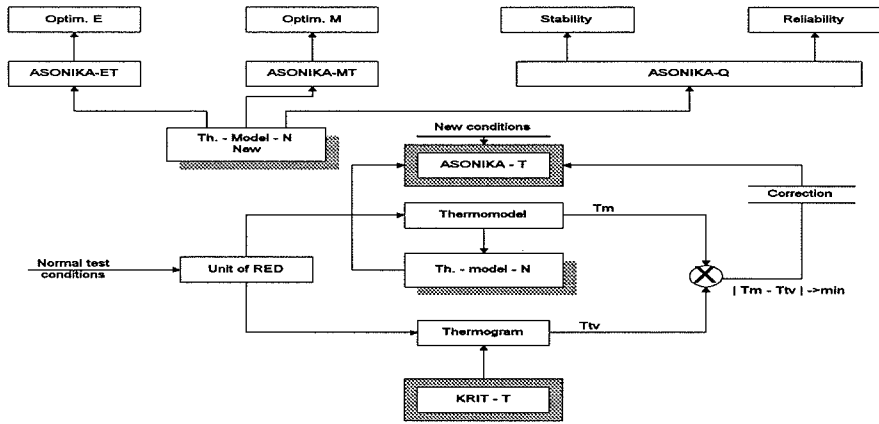 Optim. E
Optim. M
Stability
Reliability
ASONIKA-ET
ASONIKA-MT
ASONIKA-Q
Th. - Model - N
New
New conditions
ASONIKA - T
Correction
Thermomodel
Tm
Normal test
conditions
Unit of RED
Th. - model - N
| Tm - Ttv | ->min
Thermogram
Ttv
KRIT - T